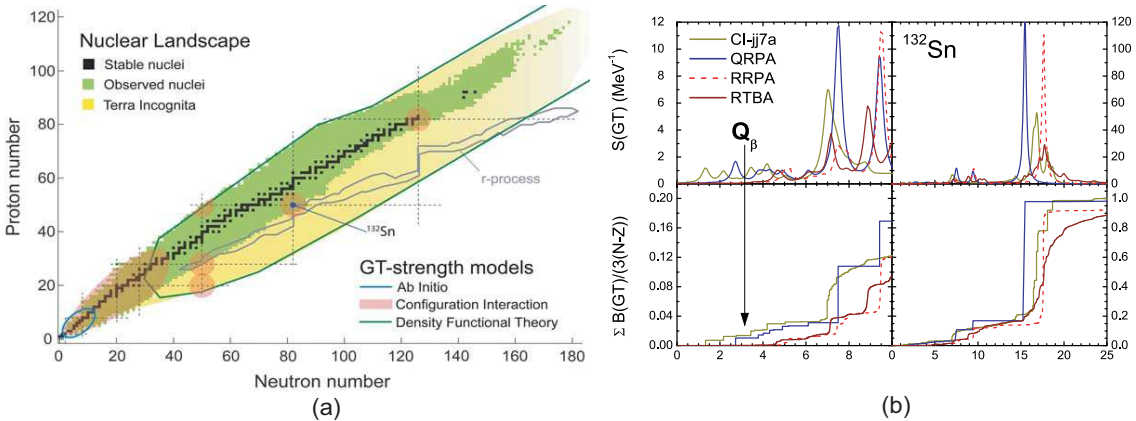 Nuclear Landscape
Stable nuclei
Observed nuclei
Terra Incognita
r-process
132Sn
GT-strength models
Ab Initio
Configuration Interaction
Density Functional Theory
Proton number
120
100
80
60
40
20
0
0 20 40 60 80 100 120 140 160 180
Neutron number
(a)
S(GT) (MeV⁻¹)
12
10
8
6
4
2
0
CI-jj7a
QRPA
RRPA
RTBA
Qβ
¹³²Sn
120
100
80
60
40
20
0
Σ B(GT)/(3(N-Z))
0.20
0.16
0.12
0.08
0.04
0.00
1.0
0.8
0.6
0.4
0.2
0.0
0 2 4 6 8 0 5 10 15 20 25
(b)